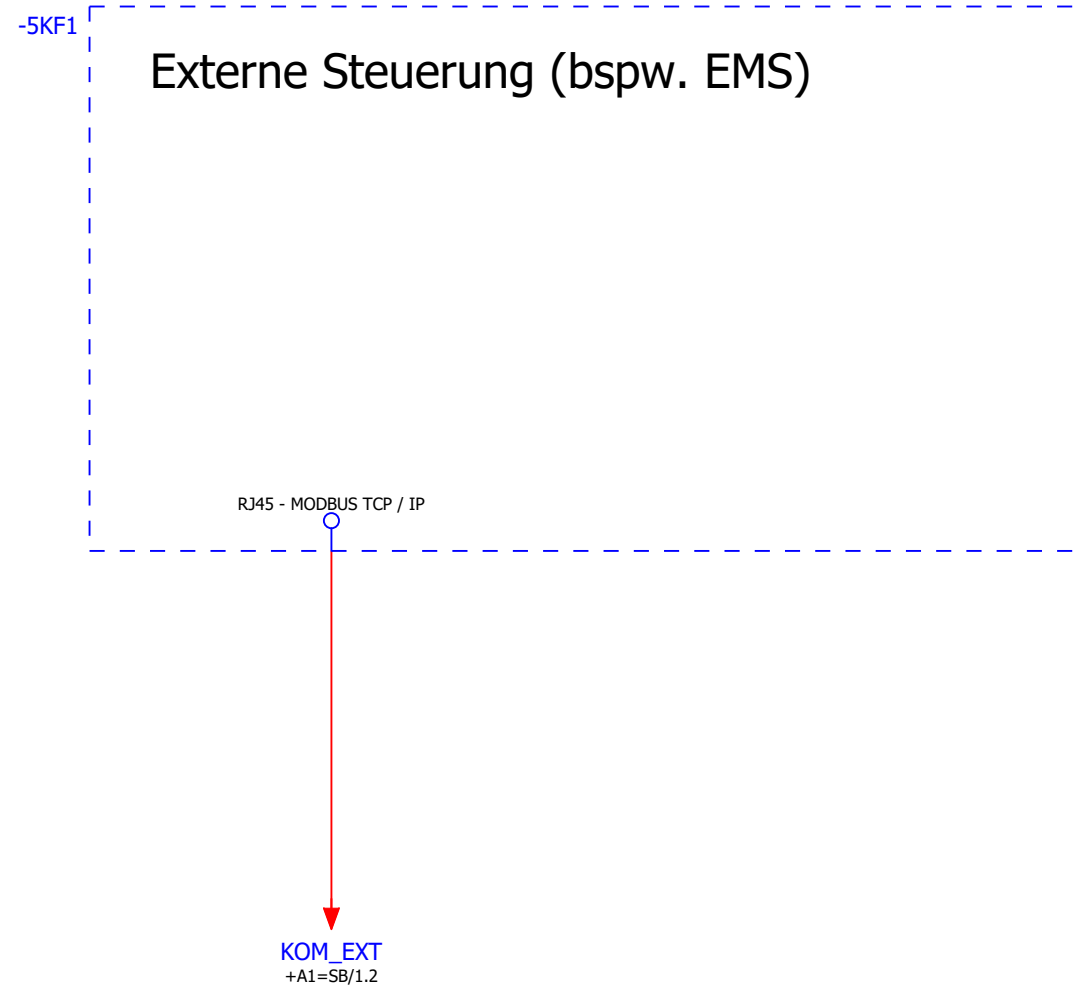 -5KF1
Externe Steuerung (bspw. EMS)
RJ45 - MODBUS TCP / IP
KOM_EXT
+A1=SB/1.2